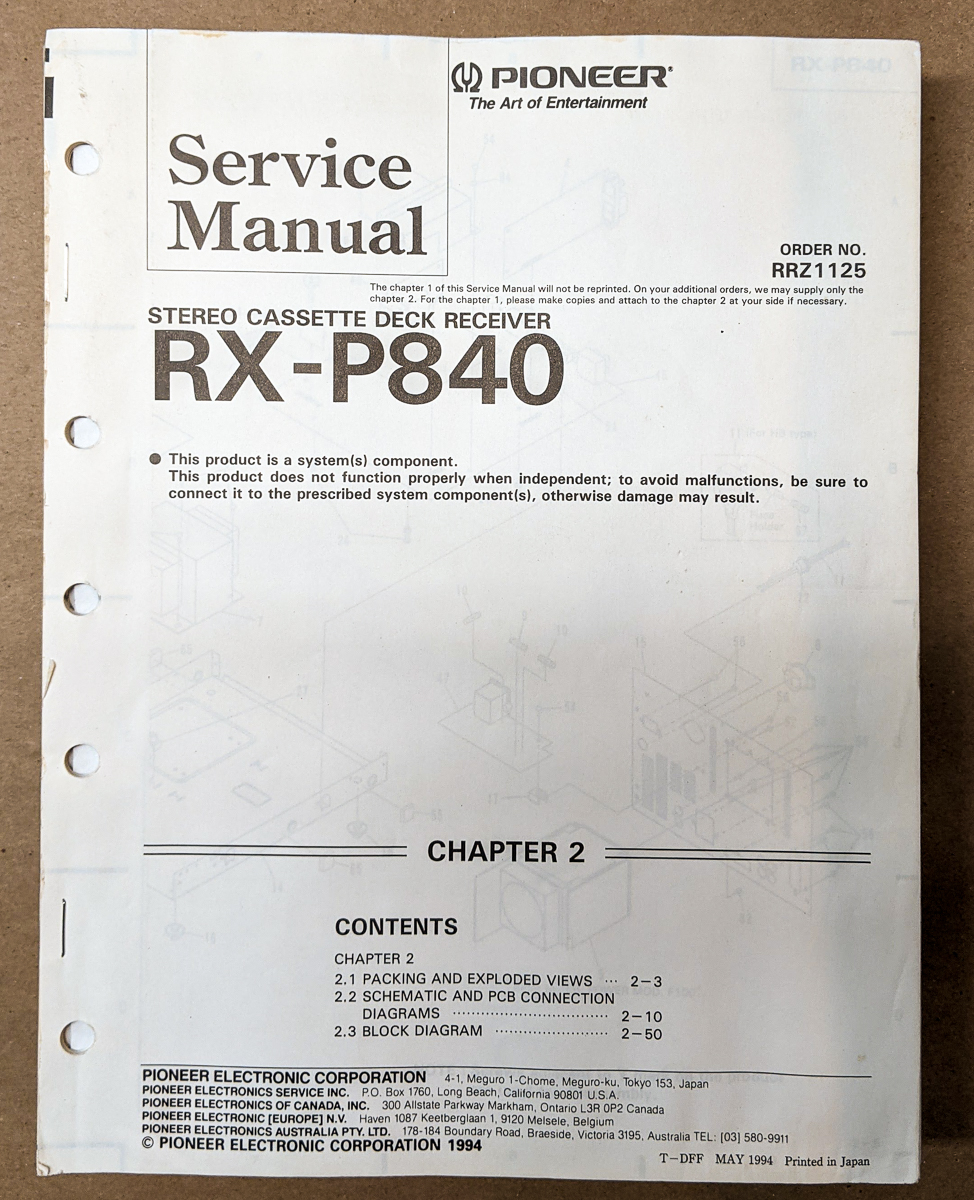 PIONEER®
The Art of Entertainment
Service
Manual
ORDER NO.
RRZ1125
The chapter 1 of this Service Manual will not be reprinted. On your additional orders, we may supply only the
chapter 2. For the chapter 1, please make copies and attach to the chapter 2 at your side if necessary.
STEREO CASSETTE DECK RECEIVER
RX-P840
● This product is a system(s) component.
This product does not function properly when independent; to avoid malfunctions, be sure to
connect it to the prescribed system component(s), otherwise damage may result.
CHAPTER 2
CONTENTS
CHAPTER 2
2.1 PACKING AND EXPLODED VIEWS ··· 2–3
2.2 SCHEMATIC AND PCB CONNECTION
DIAGRAMS ······························ 2–10
2.3 BLOCK DIAGRAM ······················ 2–50
PIONEER ELECTRONIC CORPORATION 4-1, Meguro 1-Chome, Meguro-ku, Tokyo 153, Japan
PIONEER ELECTRONICS SERVICE INC. P.O. Box 1760, Long Beach, California 90801 U.S.A.
PIONEER ELECTRONICS OF CANADA, INC. 300 Allstate Parkway Markham, Ontario L3R 0P2 Canada
PIONEER ELECTRONIC [EUROPE] N.V. Haven 1087 Keetberglaan 1, 9120 Melsele, Belgium
PIONEER ELECTRONICS AUSTRALIA PTY. LTD. 178-184 Boundary Road, Braeside, Victoria 3195, Australia TEL: [03] 580-9911
© PIONEER ELECTRONIC CORPORATION 1994
T–DFF MAY 1994 Printed in Japan